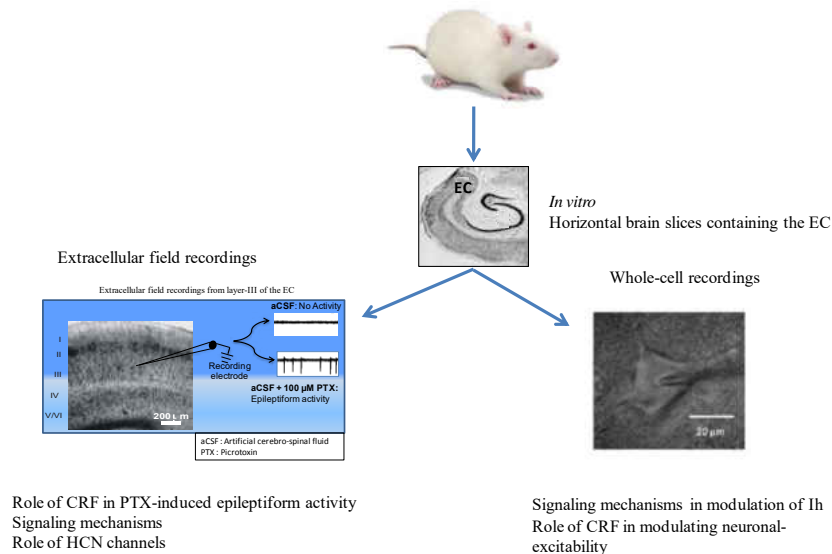 EC
In vitro
Horizontal brain slices containing the EC
Extracellular field recordings
Whole-cell recordings
Extracellular field recordings from layer-III of the EC
aCSF: No Activity
I
II
III
IV
V/VI
Recording
electrode
aCSF + 100 µM PTX:
Epileptiform activity
200 µm
aCSF : Artificial cerebro-spinal fluid
PTX : Picrotoxin
20 µm
Role of CRF in PTX-induced epileptiform activity
Signaling mechanisms
Role of HCN channels
Signaling mechanisms in modulation of Ih
Role of CRF in modulating neuronal-
excitability